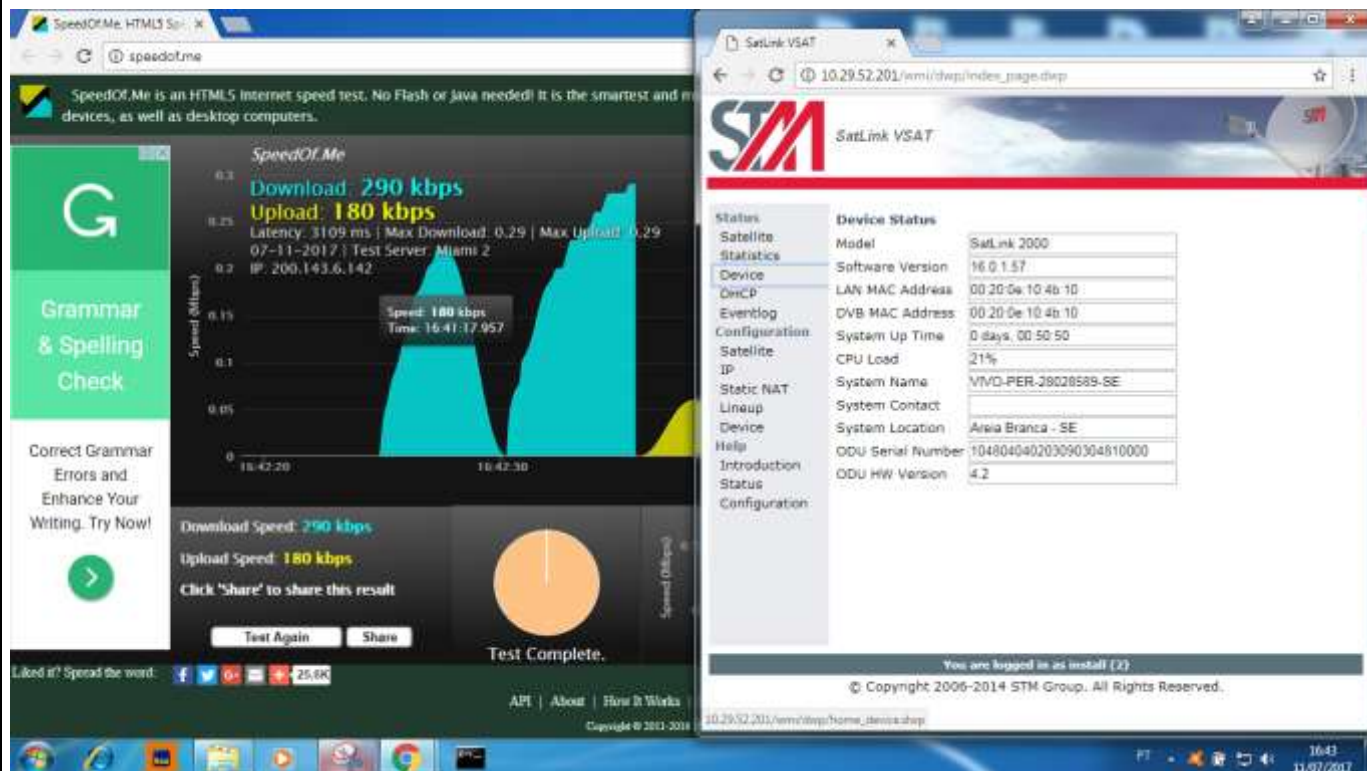 SpeedOf.Me, HTML5 Sp
speedof.me
SpeedOf.Me is an HTML5 Internet speed test. No Flash or Java needed! It is the smartest and
devices, as well as desktop computers.
G
Grammar
& Spelling
Check
Correct Grammar
Errors and
Enhance Your
Writing. Try Now!
SpeedOf.Me
Download: 290 kbps
Upload: 180 kbps
Latency: 3109 ms | Max Download: 0.29 | Max Upload: 0.29
07-11-2017 | Test Server: Miami 2
IP: 200.143.6.142
Speed (Mbps)
0.3
0.25
0.2
0.15
0.1
0.05
0
Speed: 180 kbps
Time: 16:41:17.957
16:42:20
16:42:30
Download Speed: 290 kbps
Upload Speed: 180 kbps
Click 'Share' to share this result
Test Again
Share
Test Complete.
Speed (Mbps)
Liked it? Spread the word:
25,6K
API | About | How It Works |
Copyright © 2011-2016
SatLink VSAT
10.29.52.201/wmi/dwp/index_page.dwp
STM
SatLink VSAT
STM
Status
Satellite
Statistics
Device
DHCP
Eventlog
Configuration
Satellite
IP
Static NAT
Lineup
Device
Help
Introduction
Status
Configuration
Device Status
Model SatLink 2000
Software Version 16.0.1.57
LAN MAC Address 00:20:0e:10:4b:10
DVB MAC Address 00:20:0e:10:4b:10
System Up Time 0 days, 00:50:50
CPU Load 21%
System Name VIVO-PER-28028589-SE
System Contact
System Location Areia Branca - SE
ODU Serial Number 104804040203090304810000
ODU HW Version 4.2
You are logged in as install (2)
© Copyright 2006-2014 STM Group. All Rights Reserved.
10.29.52.201/wmi/dwp/home_device.dwp
PT
16:43
11/07/2017